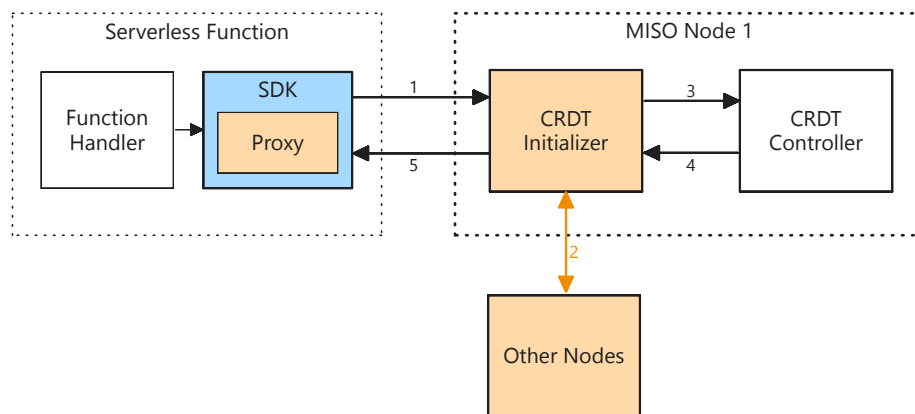 Serverless Function
MISO Node 1
Function
Handler
SDK
Proxy
1
5
CRDT
Initializer
3
4
CRDT
Controller
2
Other Nodes